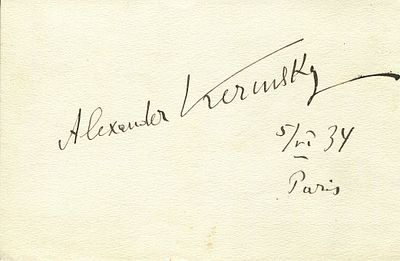 Alexander Kerensky
5/VI 34
Paris